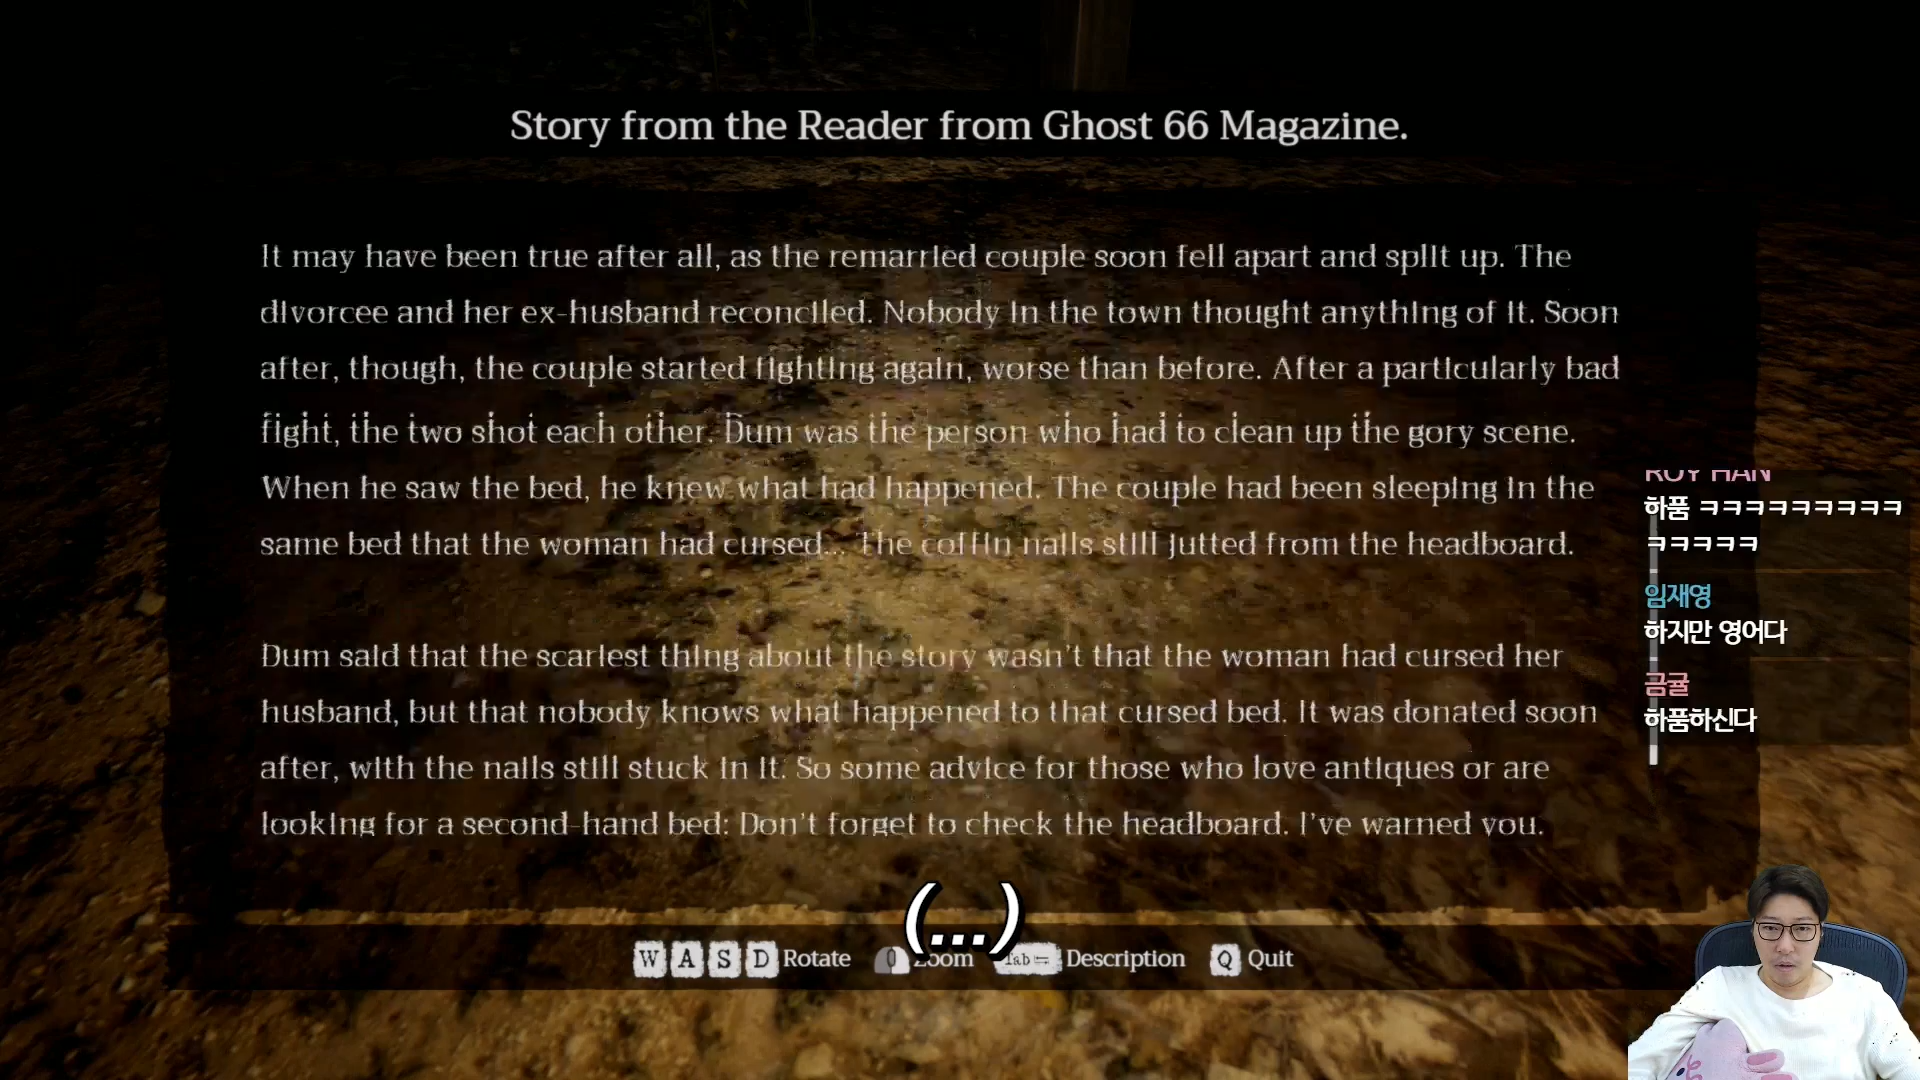 Story from the Reader from Ghost 66 Magazine.
It may have been true after all, as the remarried couple soon fell apart and split up. The
divorcee and her ex-husband reconciled. Nobody in the town thought anything of it. Soon
after, though, the couple started fighting again, worse than before. After a particularly bad
fight, the two shot each other. Dum was the person who had to clean up the gory scene.
When he saw the bed, he knew what had happened. The couple had been sleeping in the
same bed that the woman had cursed... The coffin nails still jutted from the headboard.
Dum said that the scariest thing about the story wasn't that the woman had cursed her
husband, but that nobody knows what happened to that cursed bed. It was donated soon
after, with the nails still stuck in it. So some advice for those who love antiques or are
looking for a second-hand bed: Don't forget to check the headboard. I've warned you.
(...)
W A S D Rotate Zoom Tab Description Q Quit
ROY HAN
하품 ㅋㅋㅋㅋㅋㅋㅋㅋㅋ
ㅋㅋㅋㅋㅋ
임재영
하지만 영어다
금귤
하품하신다